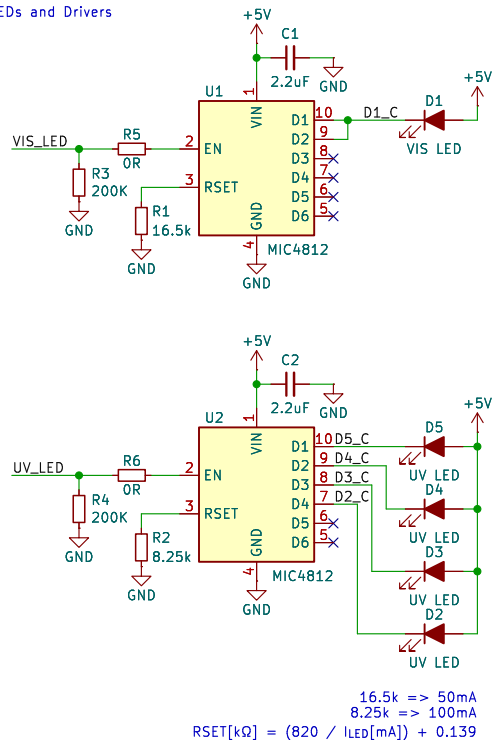 EDs and Drivers
+5V
C1
2.2uF
GND
+5V
U1
1
VIN
10
D1
D1_C
D1
VIS LED
9
D2
VIS_LED
R5
0R
2
EN
8
D3
R3
200K
GND
3
RSET
7
D4
6
D5
5
D6
R1
16.5k
GND
GND
4
MIC4812
GND
+5V
C2
2.2uF
GND
+5V
U2
1
VIN
10
D1
D5_C
D5
UV LED
9
D2
D4_C
UV_LED
R6
0R
2
EN
8
D3
D3_C
D4
UV LED
R4
200K
GND
3
RSET
7
D4
D2_C
6
D5
5
D6
R2
8.25k
GND
GND
4
MIC4812
GND
D3
UV LED
D2
UV LED
16.5k => 50mA
8.25k => 100mA
RSET[kΩ] = (820 / ILED[mA]) + 0.139